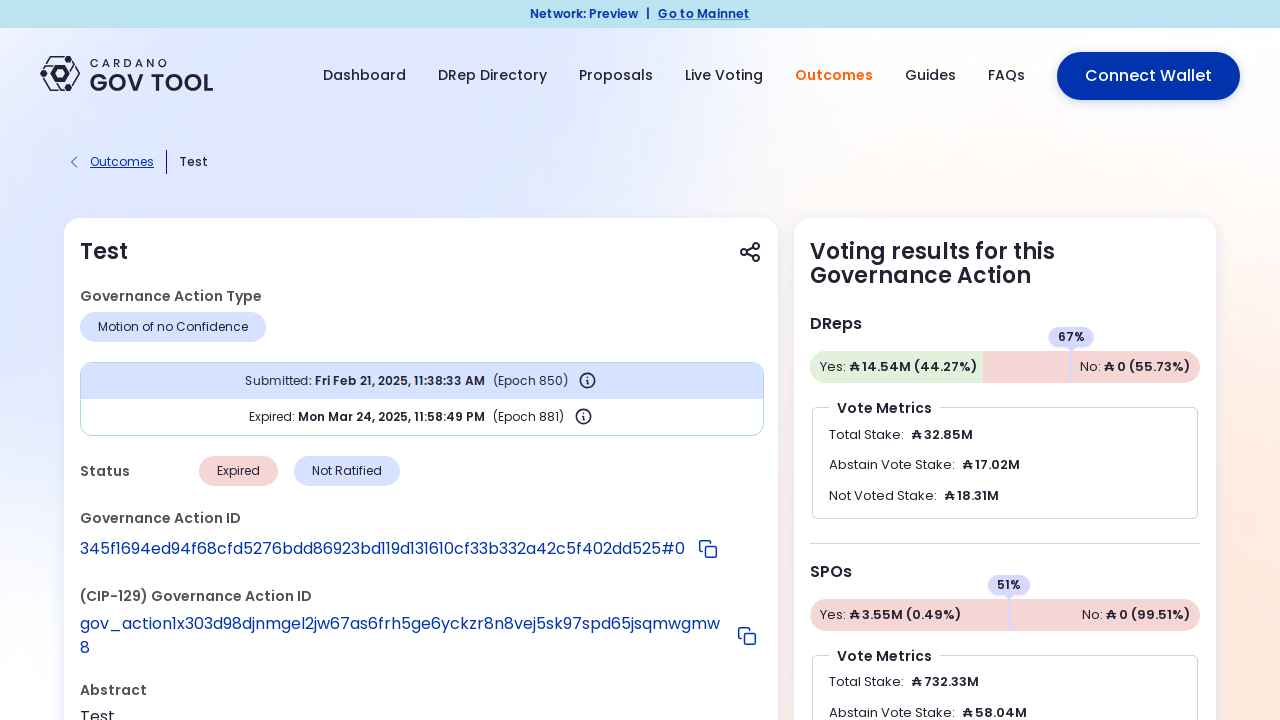 Network: Preview | Go to Mainnet
CARDANO
GOV TOOL
Dashboard
DRep Directory
Proposals
Live Voting
Outcomes
Guides
FAQs
Connect Wallet
Outcomes
Test
Test
Governance Action Type
Motion of no Confidence
Submitted: Fri Feb 21, 2025, 11:38:33 AM (Epoch 850)
Expired: Mon Mar 24, 2025, 11:58:49 PM (Epoch 881)
Status
Expired
Not Ratified
Governance Action ID
345f1694ed94f68cfd5276bdd86923bd119d131610cf33b332a42c5f402dd525#0
(CIP-129) Governance Action ID
gov_action1x303d98djnmgel2jw67as6frh5ge6yckzr8n8vej5sk97spd65jsqmwgmw
8
Abstract
Test
Voting results for this
Governance Action
DReps
67%
Yes: ₳ 14.54M (44.27%)
No: ₳ 0 (55.73%)
Vote Metrics
Total Stake: ₳ 32.85M
Abstain Vote Stake: ₳ 17.02M
Not Voted Stake: ₳ 18.31M
SPOs
51%
Yes: ₳ 3.55M (0.49%)
No: ₳ 0 (99.51%)
Vote Metrics
Total Stake: ₳ 732.33M
Abstain Vote Stake: ₳ 58.04M